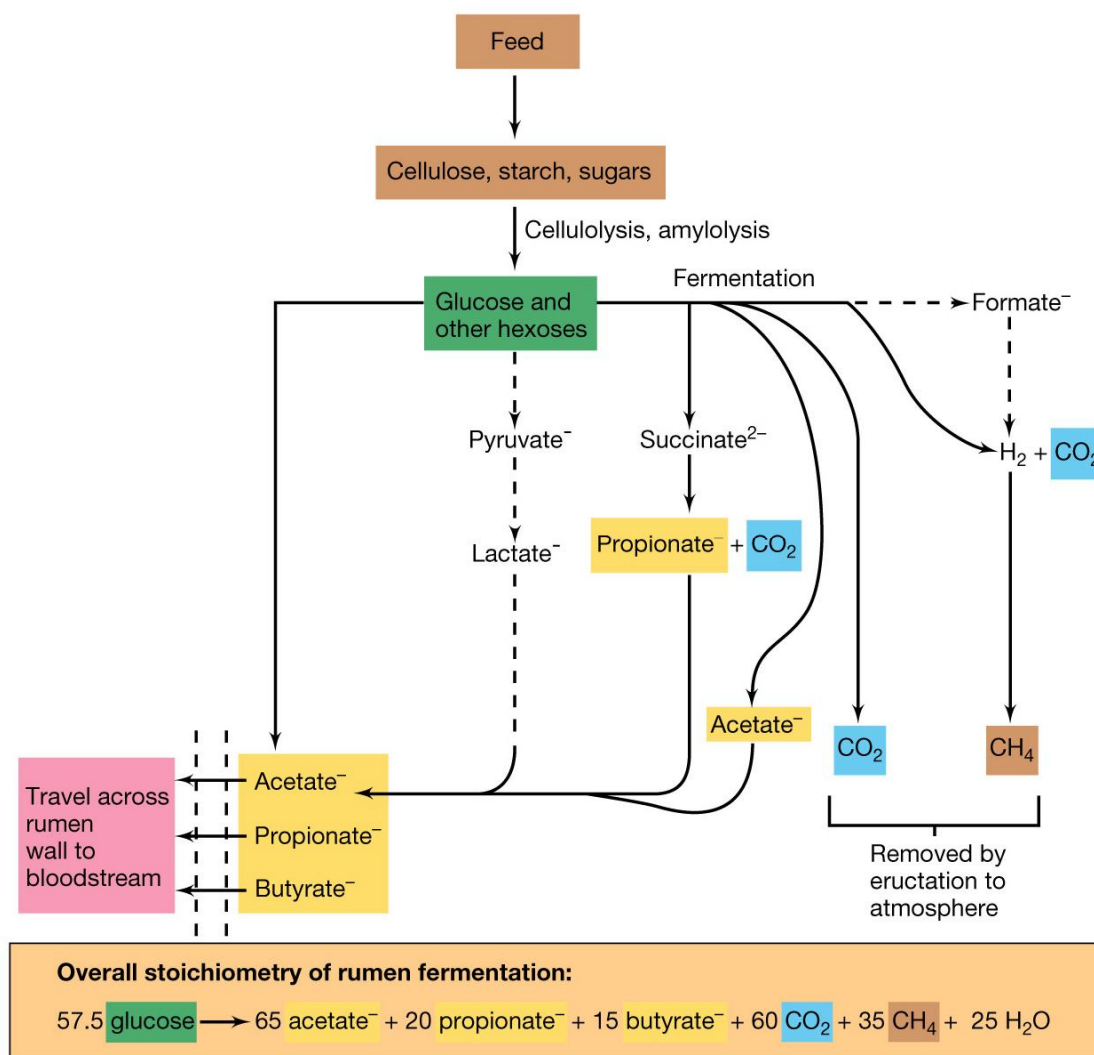 Feed
Cellulose, starch, sugars
Cellulolysis, amylolysis
Fermentation
Glucose and
other hexoses
Formate⁻
Pyruvate⁻
Succinate²⁻
H₂ + CO₂
Lactate⁻
Propionate⁻ + CO₂
Acetate⁻
CO₂
CH₄
Travel across
rumen
wall to
bloodstream
Acetate⁻
Propionate⁻
Butyrate⁻
Removed by
eructation to
atmosphere
Overall stoichiometry of rumen fermentation:
57.5 glucose → 65 acetate⁻ + 20 propionate⁻ + 15 butyrate⁻ + 60 CO₂ + 35 CH₄ + 25 H₂O